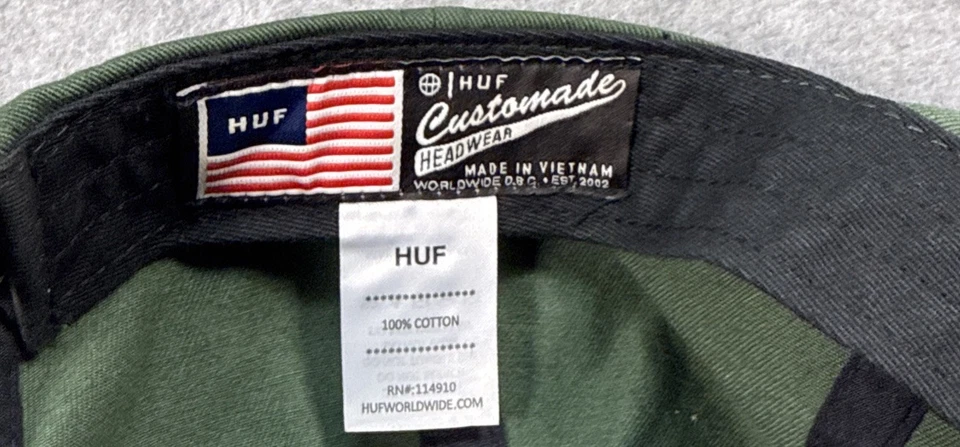 HUF
HUF
Customade
HEADWEAR
MADE IN VIETNAM
WORLDWIDE D.B.C. • EST. 2002
HUF
100% COTTON
RN#:114910
HUFWORLDWIDE.COM